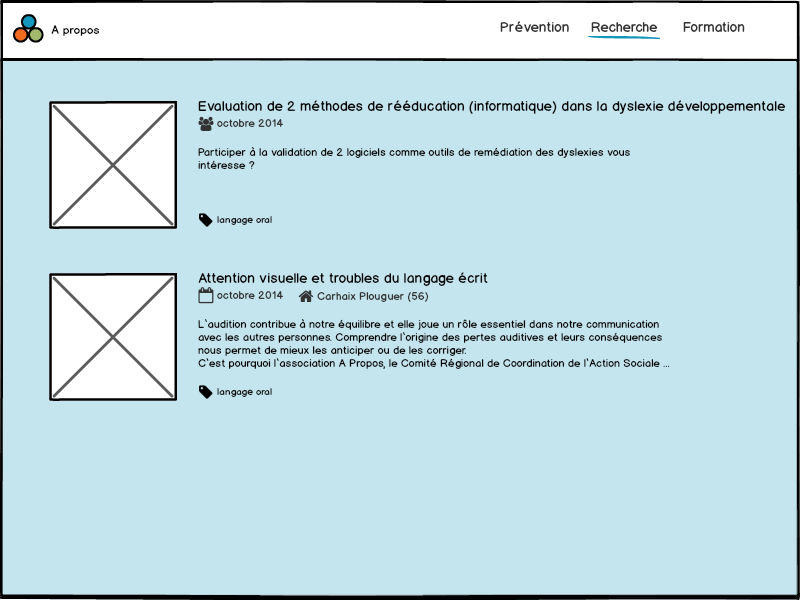 A propos
Prévention
Recherche
Formation
Evaluation de 2 méthodes de rééducation (informatique) dans la dyslexie développementale
octobre 2014
Participer à la validation de 2 logiciels comme outils de remédiation des dyslexies vous
intéresse ?
langage oral
Attention visuelle et troubles du langage écrit
octobre 2014
Carhaix Plouguer (56)
L'audition contribue à notre équilibre et elle joue un rôle essentiel dans notre communication
avec les autres personnes. Comprendre l'origine des pertes auditives et leurs conséquences
nous permet de mieux les anticiper ou de les corriger.
C'est pourquoi l'association A Propos, le Comité Régional de Coordination de l'Action Sociale ...
langage oral